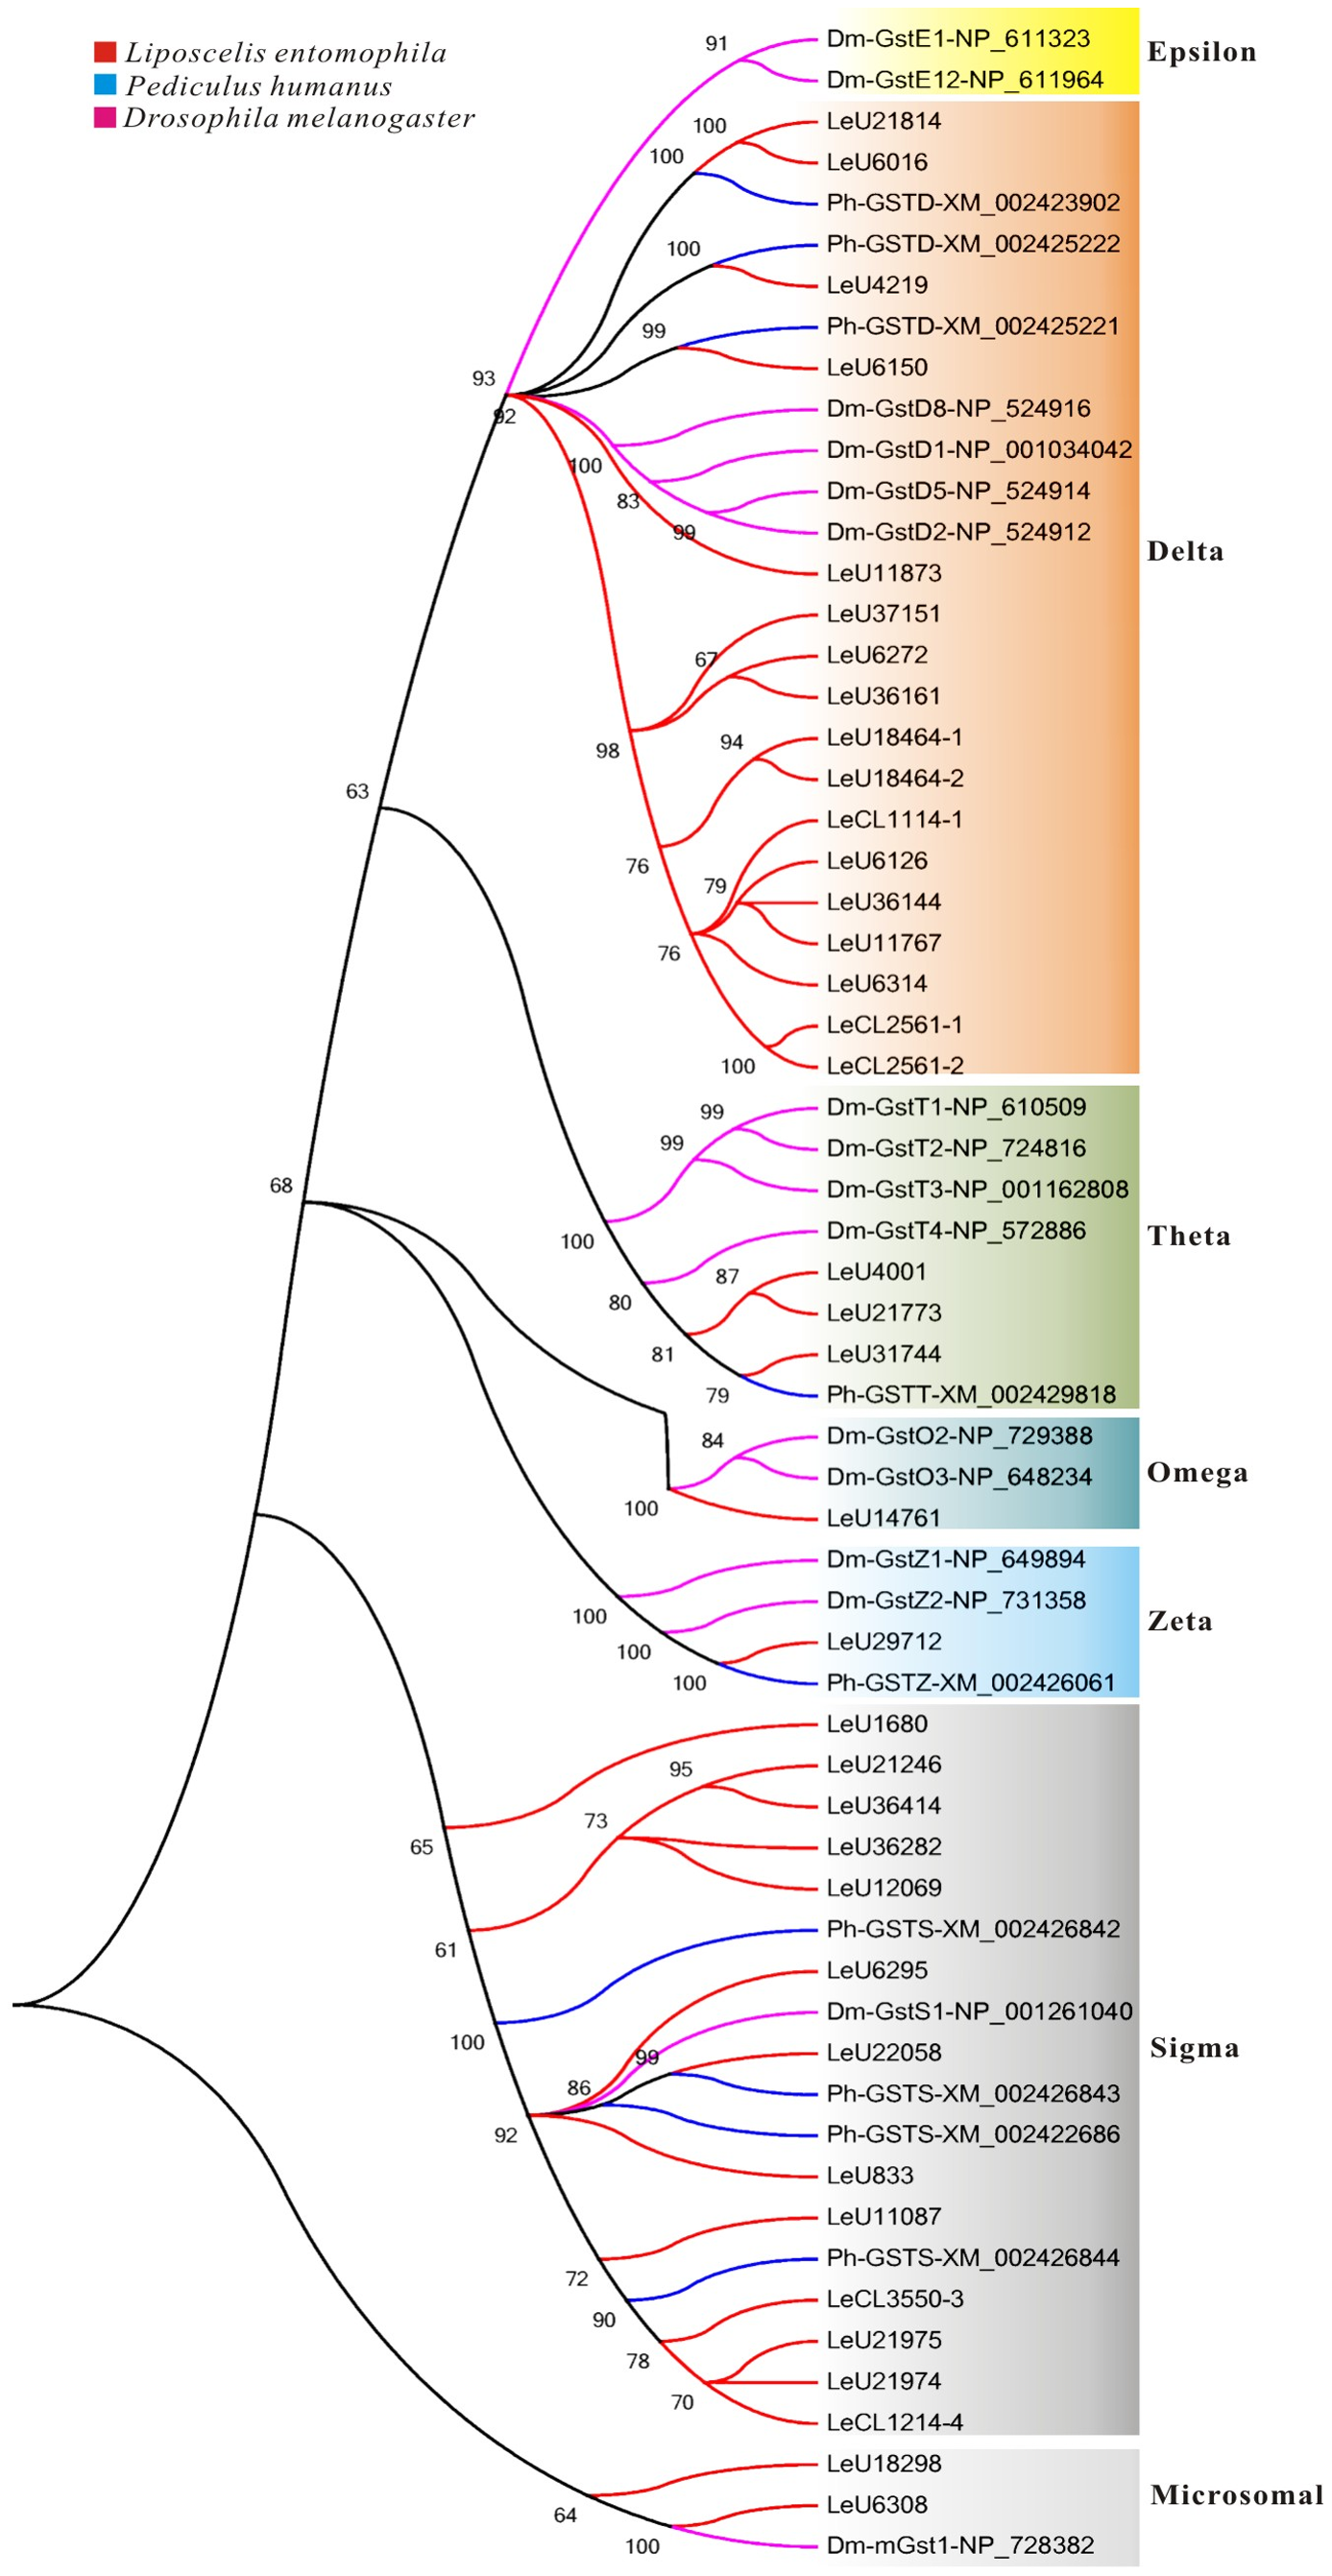 Liposcelis entomophila
Pediculus humanus
Drosophila melanogaster
91
Dm-GstE1-NP_611323
Epsilon
Dm-GstE12-NP_611964
100
LeU21814
100
LeU6016
Ph-GSTD-XM_002423902
100
Ph-GSTD-XM_002425222
LeU4219
99
Ph-GSTD-XM_002425221
LeU6150
93
92
Dm-GstD8-NP_524916
Dm-GstD1-NP_001034042
100
Dm-GstD5-NP_524914
83
Dm-GstD2-NP_524912
99
Delta
LeU11873
LeU37151
67
LeU6272
LeU36161
98
94
LeU18464-1
LeU18464-2
63
LeCL1114-1
76
LeU6126
79
LeU36144
LeU11767
76
LeU6314
LeCL2561-1
100
LeCL2561-2
99
Dm-GstT1-NP_610509
99
Dm-GstT2-NP_724816
68
Dm-GstT3-NP_001162808
100
Dm-GstT4-NP_572886
Theta
87
LeU4001
80
LeU21773
81
LeU31744
79
Ph-GSTT-XM_002429818
84
Dm-GstO2-NP_729388
Dm-GstO3-NP_648234
Omega
100
LeU14761
Dm-GstZ1-NP_649894
100
Dm-GstZ2-NP_731358
Zeta
100
LeU29712
100
Ph-GSTZ-XM_002426061
LeU1680
95
LeU21246
LeU36414
73
65
LeU36282
LeU12069
61
Ph-GSTS-XM_002426842
LeU6295
100
Dm-GstS1-NP_001261040
Sigma
99
LeU22058
86
Ph-GSTS-XM_002426843
92
Ph-GSTS-XM_002422686
LeU833
LeU11087
72
Ph-GSTS-XM_002426844
90
LeCL3550-3
78
LeU21975
70
LeU21974
LeCL1214-4
LeU18298
Microsomal
64
LeU6308
100
Dm-mGst1-NP_728382